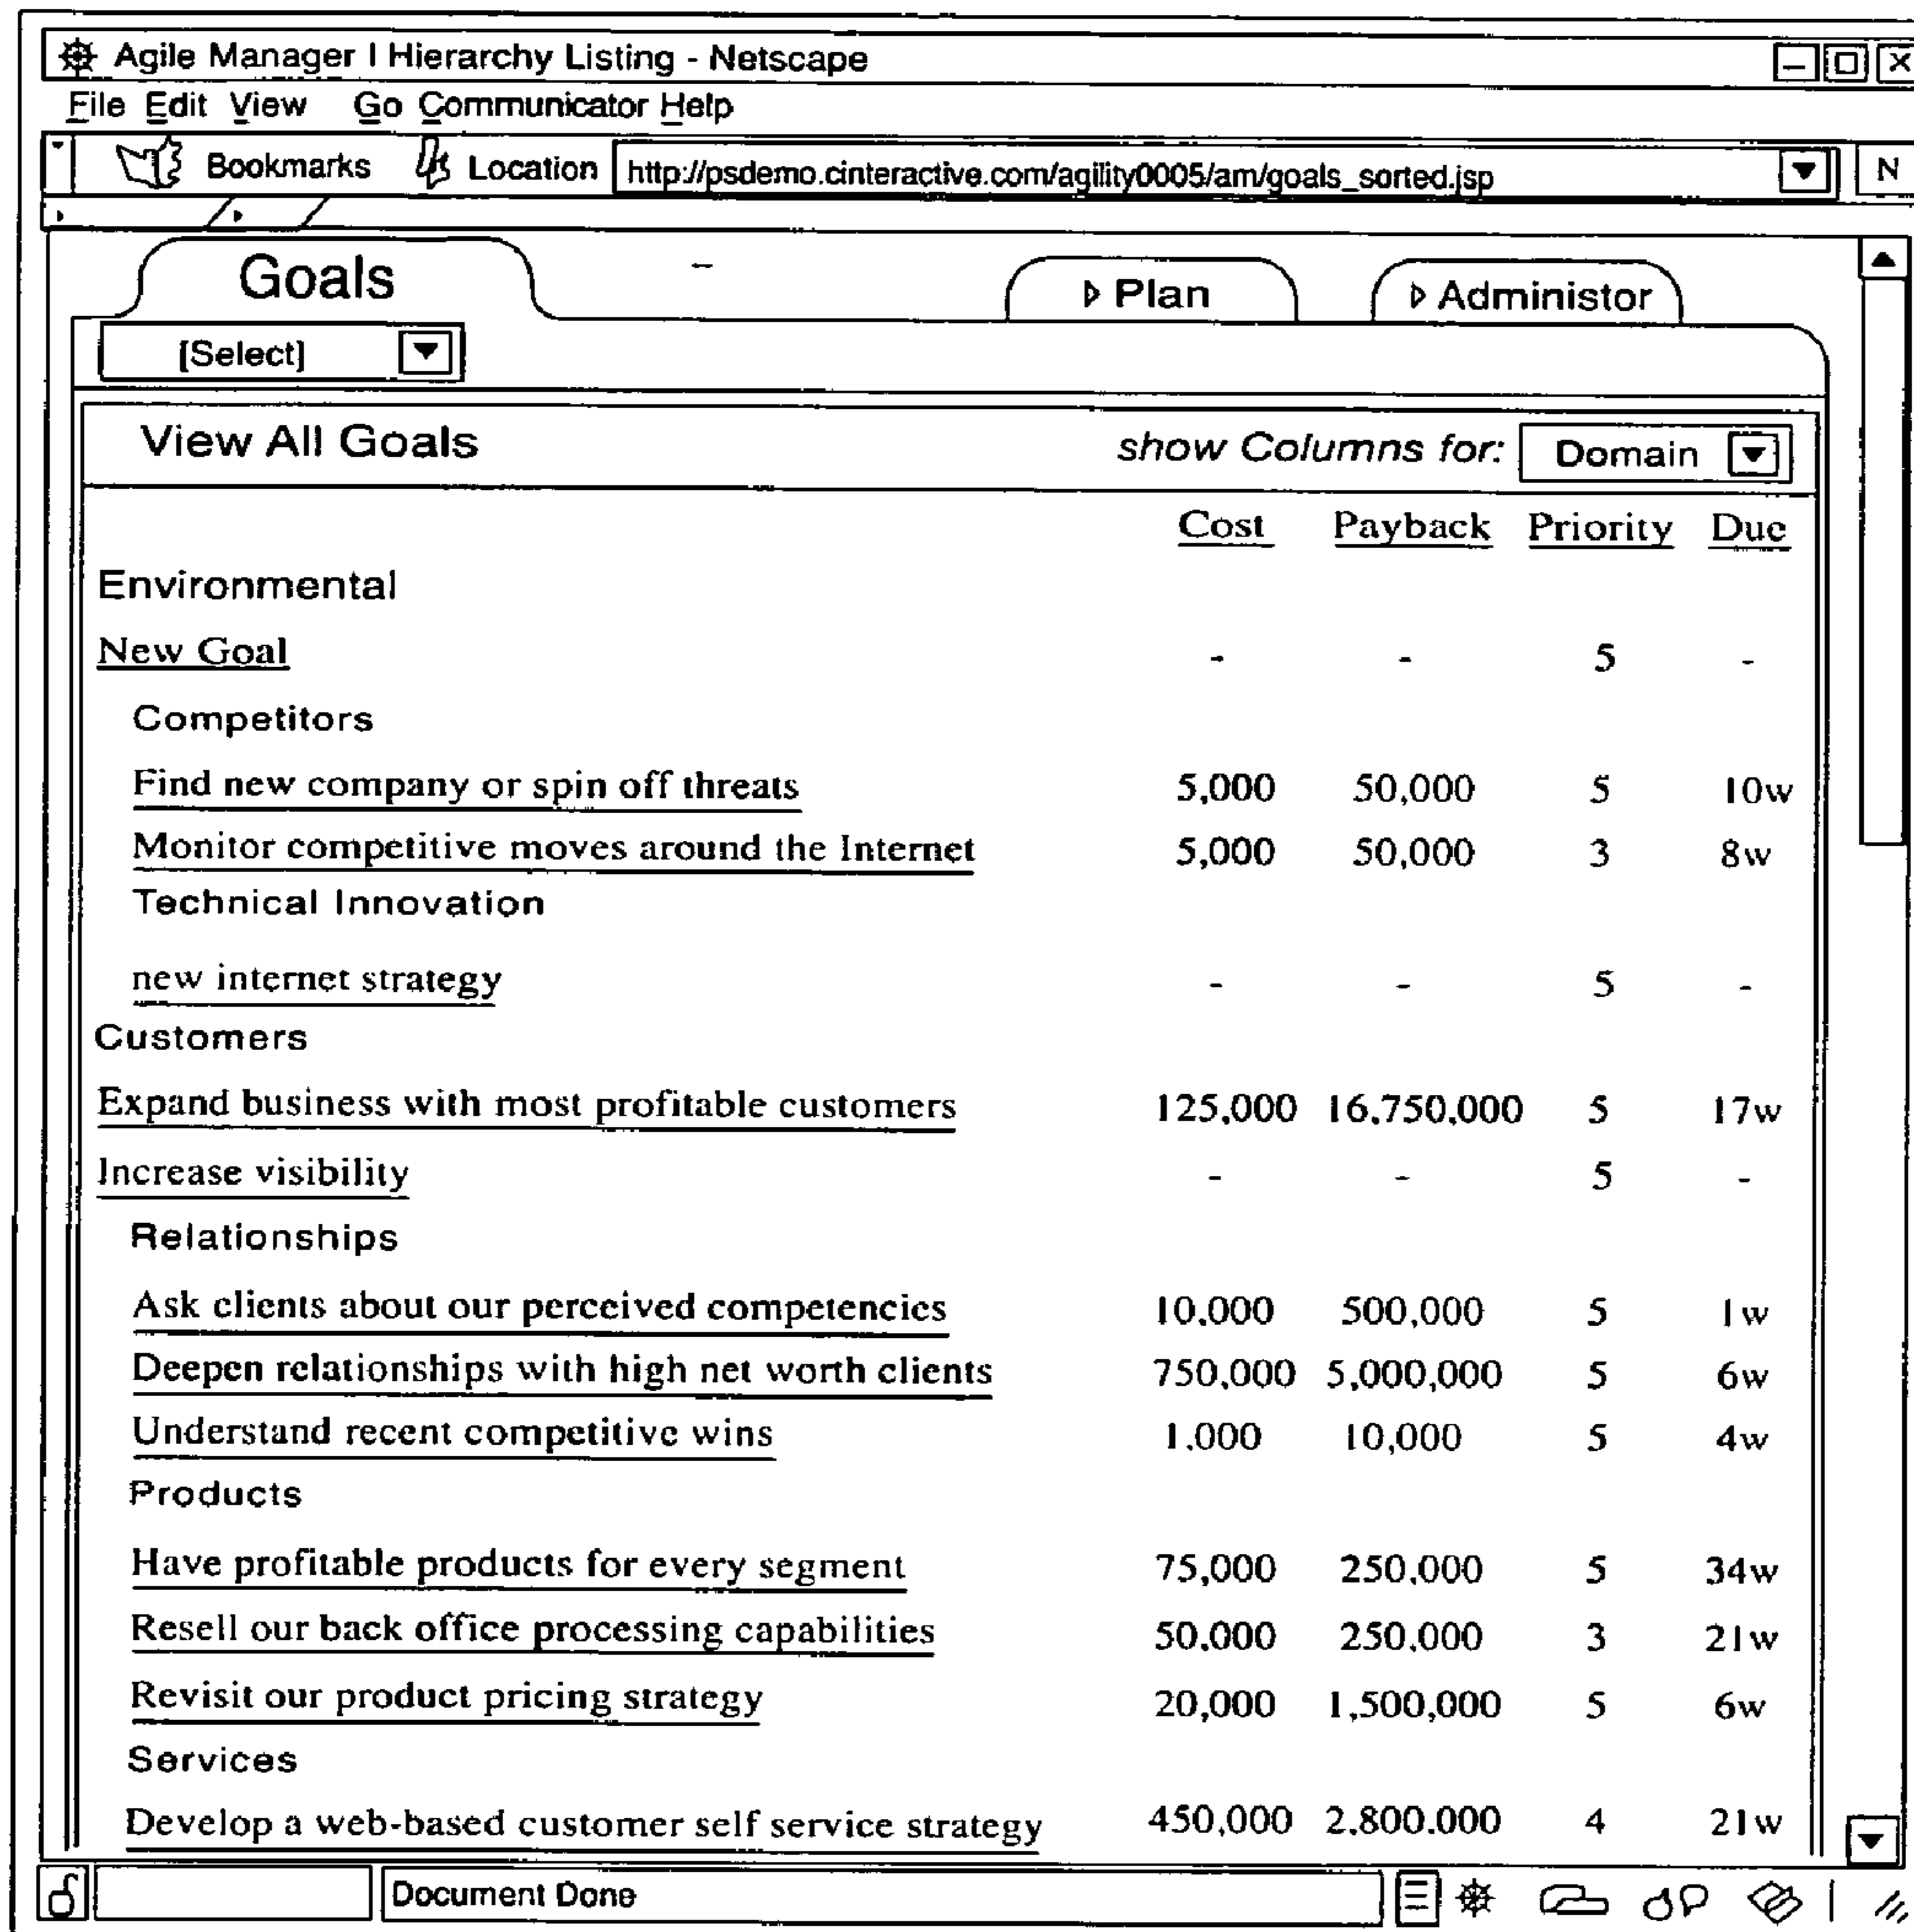 Agile Manager I Hierarchy Listing - Netscape
File Edit View Go Communicator Help
Bookmarks Location http://psdemo.cinteractive.com/agility0005/am/goals_sorted.jsp N
Goals Plan Administor
[Select]
View All Goals show Columns for: Domain
Cost Payback Priority Due
Environmental
New Goal - - 5 -
Competitors
Find new company or spin off threats 5,000 50,000 5 10w
Monitor competitive moves around the Internet 5,000 50,000 3 8w
Technical Innovation
new internet strategy - - 5 -
Customers
Expand business with most profitable customers 125,000 16,750,000 5 17w
Increase visibility - - 5 -
Relationships
Ask clients about our perceived competencies 10,000 500,000 5 1w
Deepen relationships with high net worth clients 750,000 5,000,000 5 6w
Understand recent competitive wins 1,000 10,000 5 4w
Products
Have profitable products for every segment 75,000 250,000 5 34w
Resell our back office processing capabilities 50,000 250,000 3 21w
Revisit our product pricing strategy 20,000 1,500,000 5 6w
Services
Develop a web-based customer self service strategy 450,000 2,800,000 4 21w
Document Done